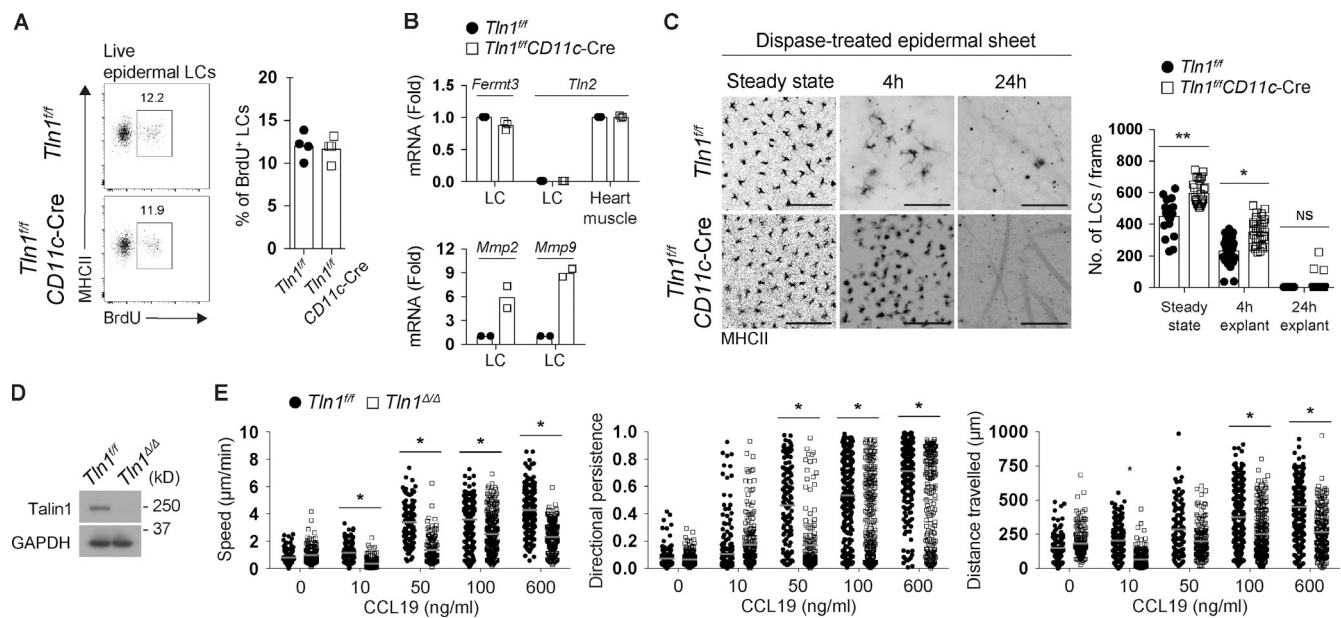 A
Live
epidermal LCs
Tln1f/f
12.2
Tln1f/f
CD11c-Cre
11.9
MHCII
BrdU
% of BrdU+ LCs
20
15
10
5
0
Tln1f/f
Tln1f/f
CD11c-Cre
B
Tln1f/f
Tln1f/fCD11c-Cre
Fermt3 Tln2
mRNA (Fold)
1.5
1.0
0.5
0.0
LC LC Heart
muscle
Mmp2 Mmp9
mRNA (Fold)
12
9
6
3
0
LC LC
C
Dispase-treated epidermal sheet
Steady state 4h 24h
Tln1f/f
Tln1f/f
CD11c-Cre
MHCII
Tln1f/f
Tln1f/fCD11c-Cre
No. of LCs / frame
1000
800
600
400
200
0
** * NS
Steady
state
4h
explant
24h
explant
D
Tln1f/f Tln1Δ/Δ
(kD)
Talin1 - 250
- 37
GAPDH
E
Tln1f/f Tln1Δ/Δ
Speed (µm/min)
10
8
6
4
2
0
* * * *
0 10 50 100 600
CCL19 (ng/ml)
Directional persistence
1.0
0.8
0.6
0.4
0.2
0.0
* * *
0 10 50 100 600
CCL19 (ng/ml)
Distance travelled (µm)
1000
750
500
250
0
* * *
0 10 50 100 600
CCL19 (ng/ml)